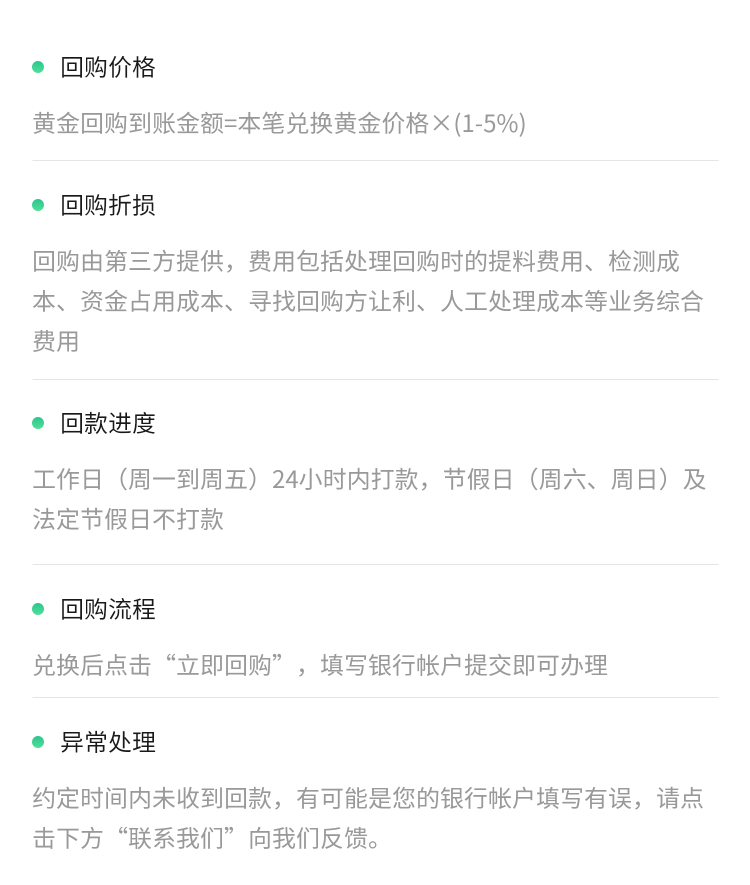 回购价格
黄金回购到账金额=本笔兑换黄金价格×(1-5%)
回购折损
回购由第三方提供，费用包括处理回购时的提料费用、检测成
本、资金占用成本、寻找回购方让利、人工处理成本等业务综合
费用
回款进度
工作日（周一到周五）24小时内打款，节假日（周六、周日）及
法定节假日不打款
回购流程
兑换后点击“立即回购”，填写银行帐户提交即可办理
异常处理
约定时间内未收到回款，有可能是您的银行帐户填写有误，请点
击下方“联系我们”向我们反馈。